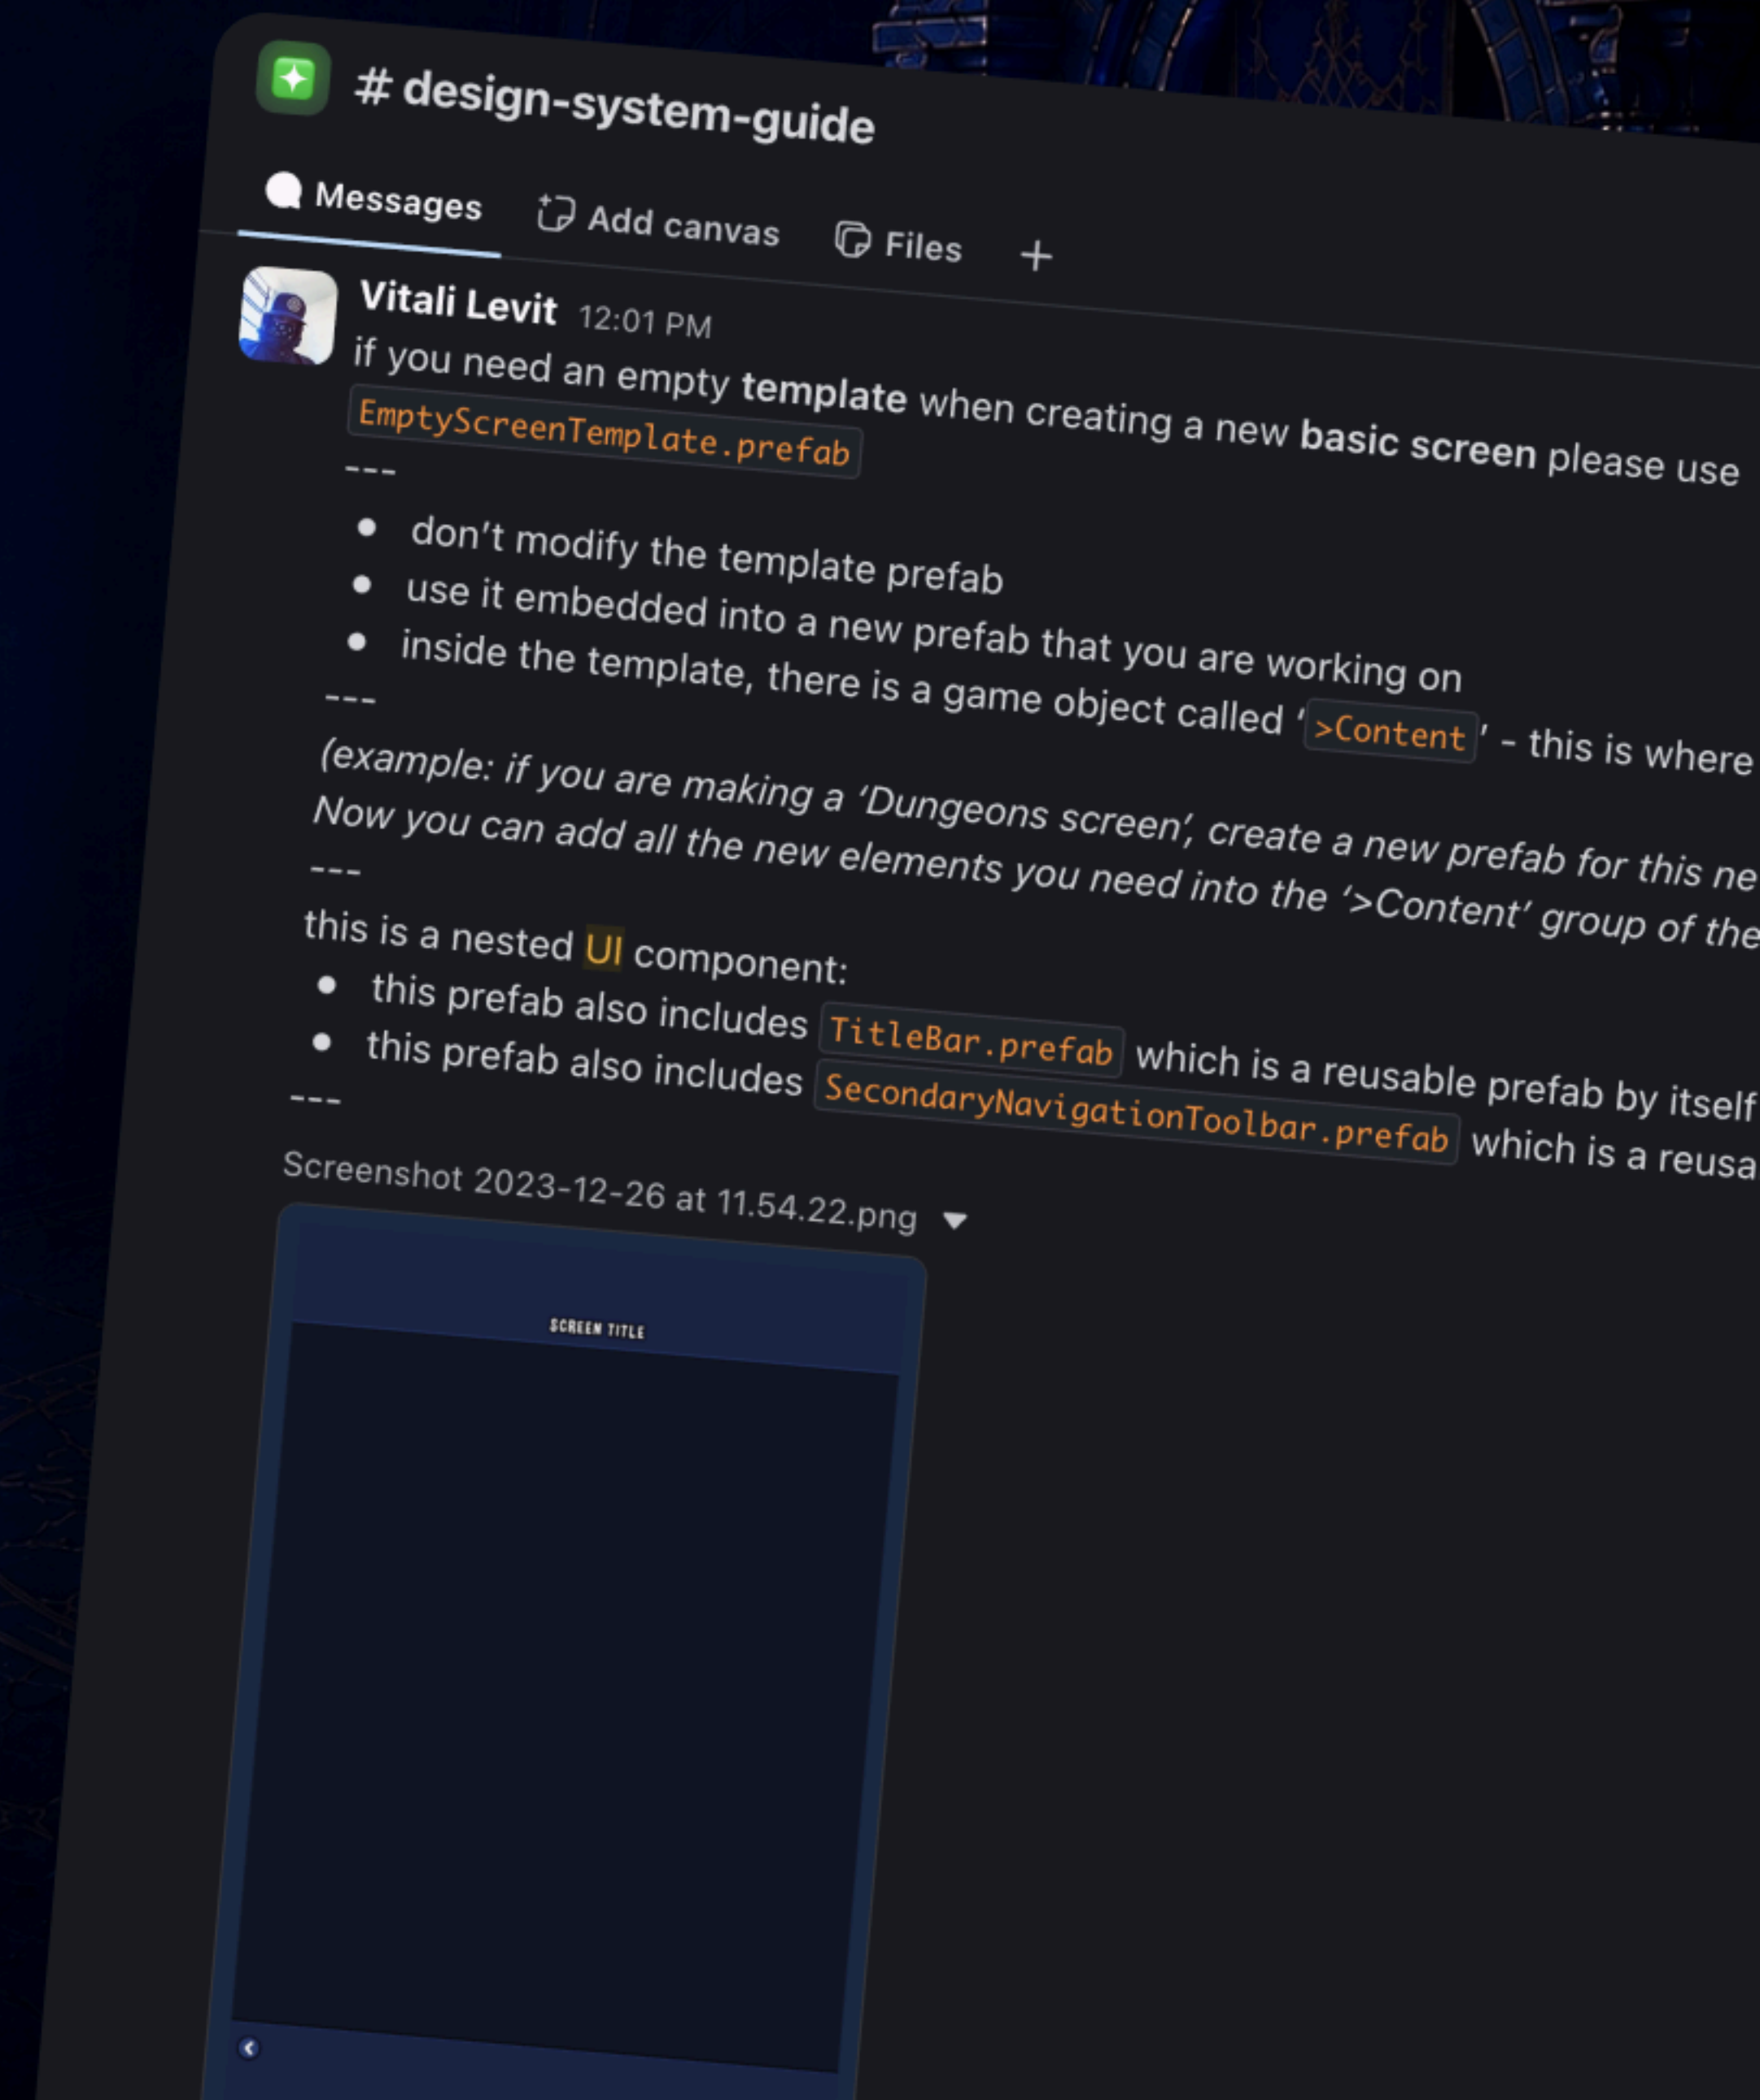 # design-system-guide
Messages Add canvas Files +
Vitali Levit 12:01 PM
if you need an empty template when creating a new basic screen please use
EmptyScreenTemplate.prefab
---
• don’t modify the template prefab
• use it embedded into a new prefab that you are working on
• inside the template, there is a game object called ‘>Content’ - this is where
---
(example: if you are making a ‘Dungeons screen’, create a new prefab for this ne
Now you can add all the new elements you need into the ‘>Content’ group of the
---
this is a nested UI component:
• this prefab also includes TitleBar.prefab which is a reusable prefab by itself
• this prefab also includes SecondaryNavigationToolbar.prefab which is a reusa
---
Screenshot 2023-12-26 at 11.54.22.png
SCREEN TITLE